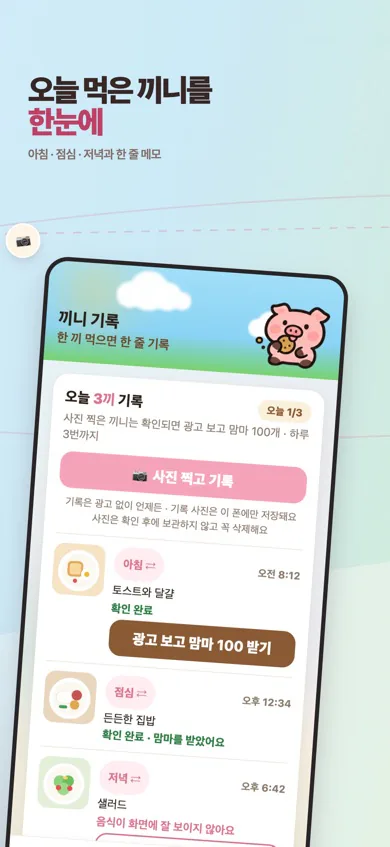 오늘 먹은 끼니를
한눈에
아침 · 점심 · 저녁과 한 줄 메모
끼니 기록
한 끼 먹으면 한 줄 기록
오늘 3끼 기록
오늘 1/3
사진 찍은 끼니는 확인되면 광고 보고 맘마 100개 · 하루
3번까지
📷 사진 찍고 기록
기록은 광고 없이 언제든 · 기록 사진은 이 폰에만 저장돼요
사진은 확인 후에 보관하지 않고 꼭 삭제해요
아침 ⇄
오전 8:12
토스트와 달걀
확인 완료
광고 보고 맘마 100 받기
점심 ⇄
오후 12:34
든든한 집밥
확인 완료 · 맘마를 받았어요
저녁 ⇄
오후 6:42
샐러드
음식이 화면에 잘 보이지 않아요